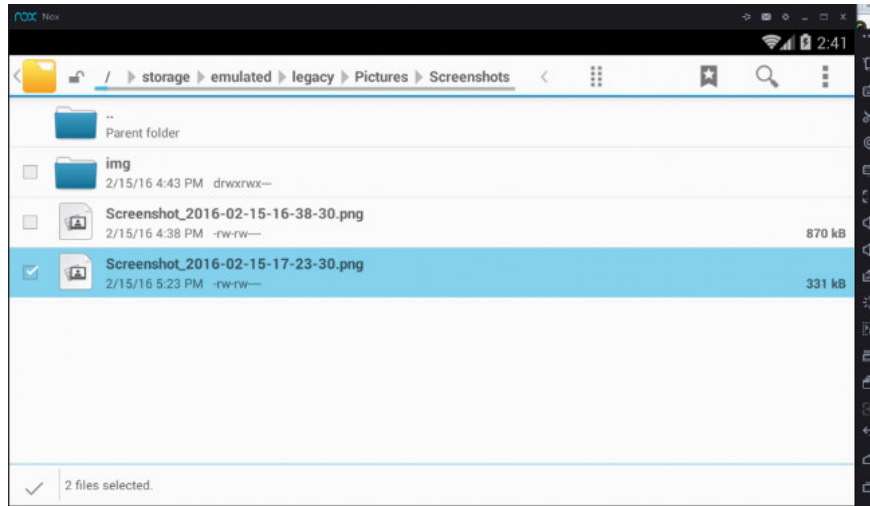 nox Nox
2:41
/ storage emulated legacy Pictures Screenshots
..
Parent folder
img
2/15/16 4:43 PM drwxrwx---
Screenshot_2016-02-15-16-38-30.png
2/15/16 4:38 PM -rw-rw----
870 kB
Screenshot_2016-02-15-17-23-30.png
2/15/16 5:23 PM -rw-rw----
331 kB
2 files selected.